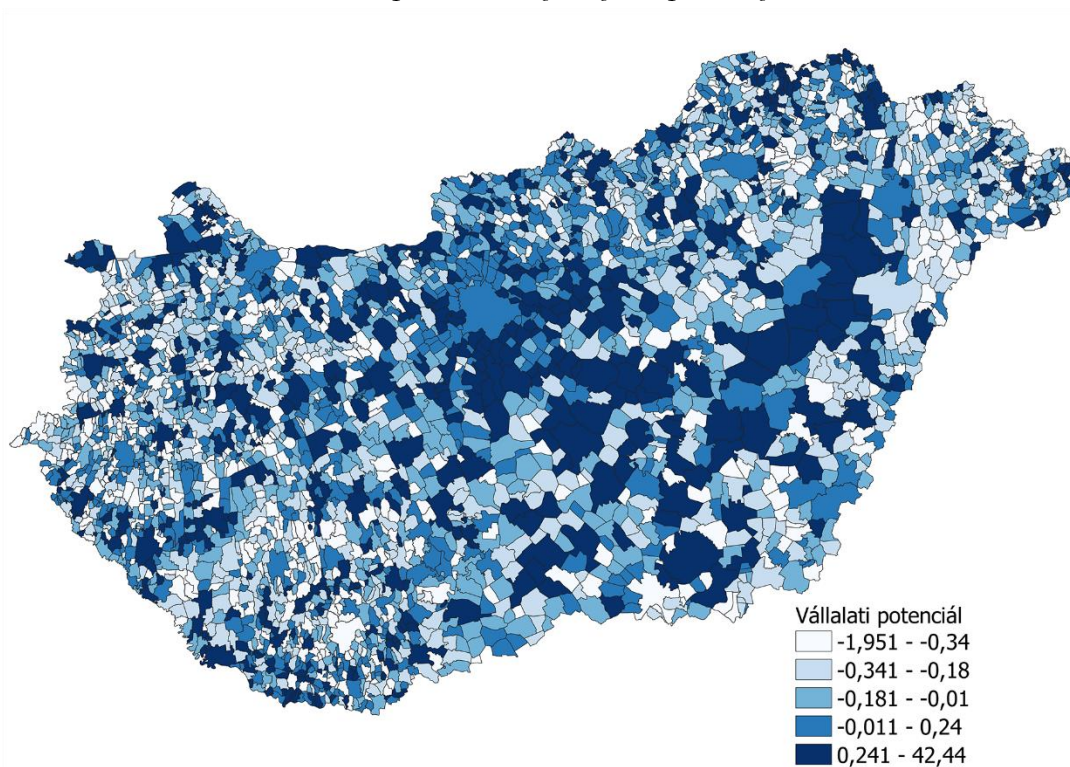 Vállalati potenciál
-1,951 - -0,34
-0,341 - -0,18
-0,181 - -0,01
-0,011 - 0,24
0,241 - 42,44